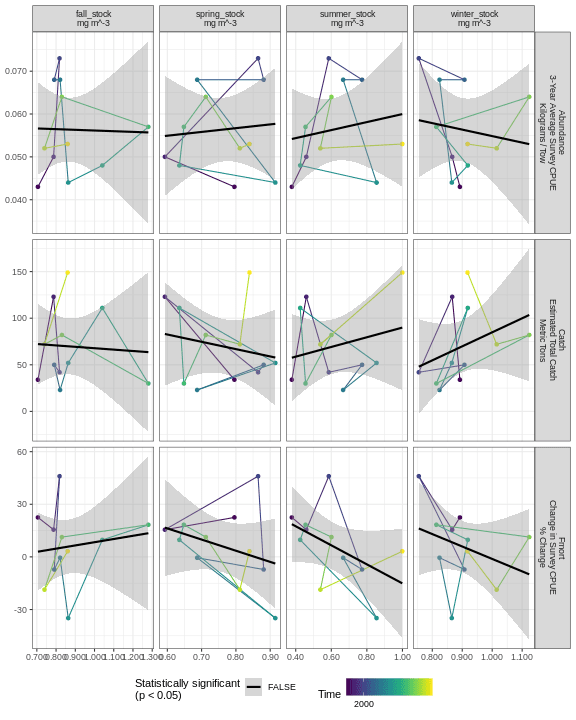 fall_stock
mg m^-3
spring_stock
mg m^-3
summer_stock
mg m^-3
winter_stock
mg m^-3
0.070
0.060
0.050
0.040
Abundance
3-Year Average Survey CPUE
Kilograms / Tow
150
100
50
0
Catch
Estimated Total Catch
Metric Tons
60
30
0
-30
Fmort
Change in Survey CPUE
% Change
0.700 0.800 0.900 1.000 1.100 1.200 1.300
0.60 0.70 0.80 0.90
0.40 0.60 0.80 1.00
0.800 0.900 1.000 1.100
Statistically significant
(p < 0.05)
FALSE
Time
2000